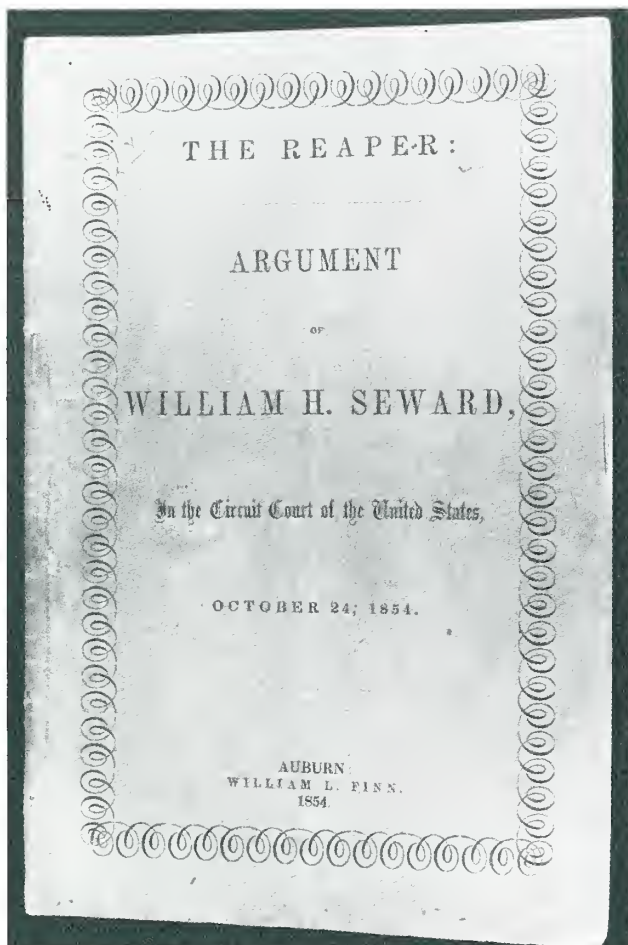 THE REAPER:
ARGUMENT
OF
WILLIAM H. SEWARD,
In the Circuit Court of the United States,
OCTOBER 24, 1854.
AUBURN:
WILLIAM L. FINN.
1854.